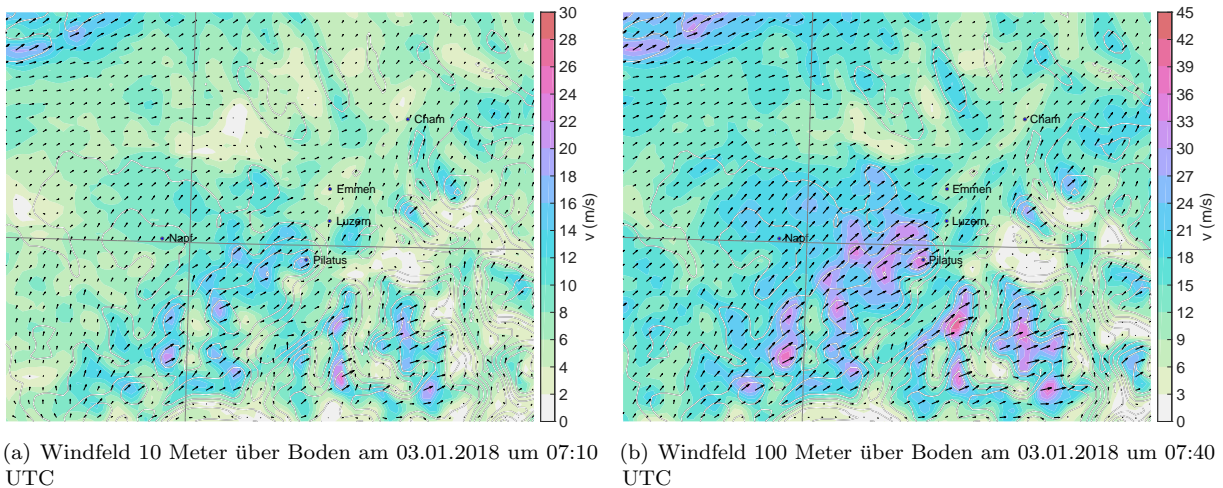 30
28
26
24
22
20
18
16
14
12
10
8
6
4
2
0
v (m/s)
Cham
Emmen
Luzern
Napf
Pilatus
45
42
39
36
33
30
27
24
21
18
15
12
9
6
3
0
v (m/s)
Cham
Emmen
Luzern
Napf
Pilatus
(a) Windfeld 10 Meter über Boden am 03.01.2018 um 07:10
UTC
(b) Windfeld 100 Meter über Boden am 03.01.2018 um 07:40
UTC